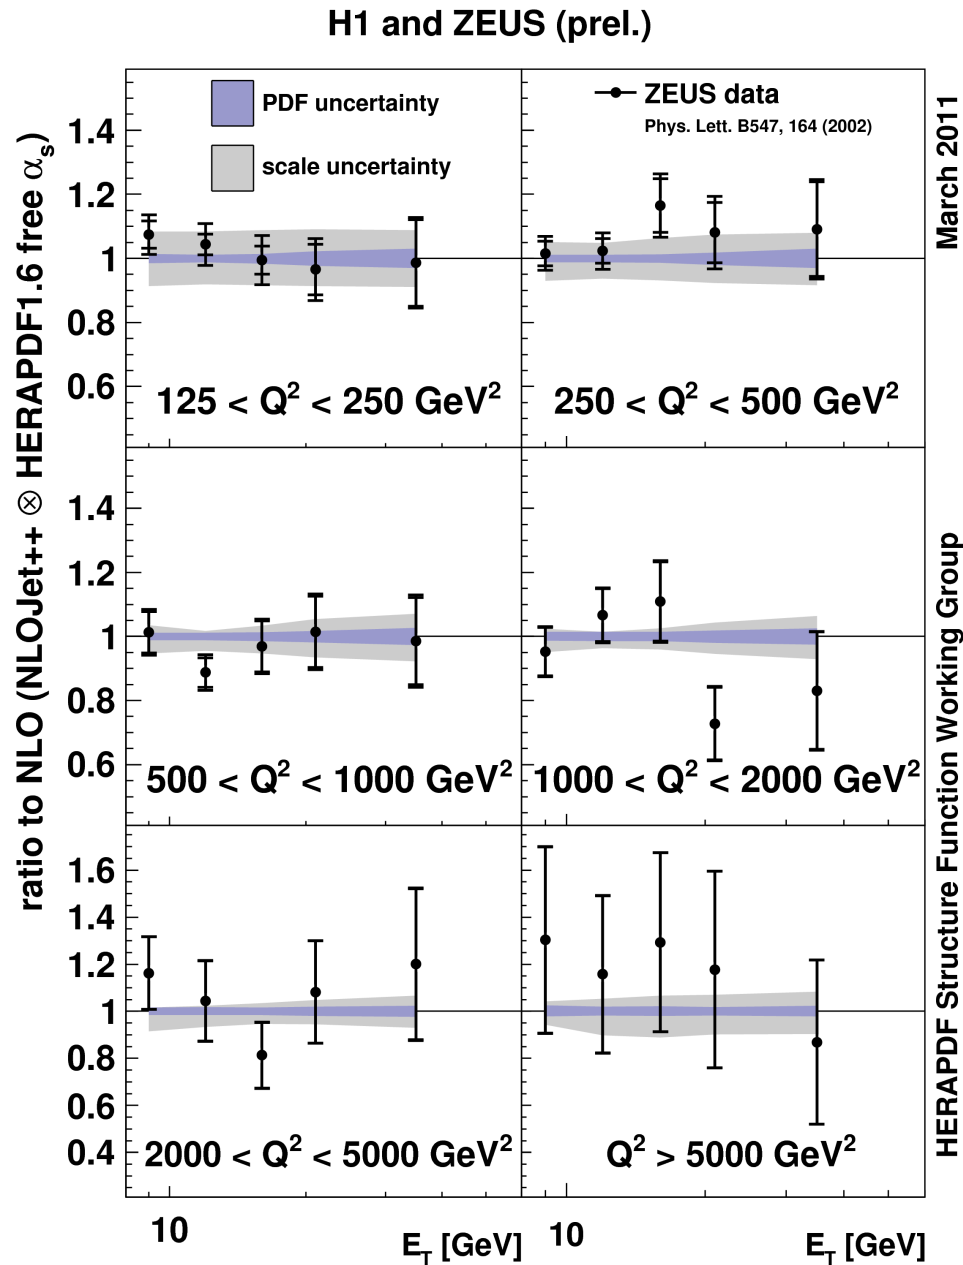 H1 and ZEUS (prel.)
ratio to NLO (NLOJet++ ⊗ HERAPDF1.6 free αs)
March 2011
HERAPDF Structure Function Working Group
PDF uncertainty
scale uncertainty
ZEUS data
Phys. Lett. B547, 164 (2002)
1.4
1.2
1
0.8
0.6
125 < Q² < 250 GeV²
250 < Q² < 500 GeV²
1.4
1.2
1
0.8
0.6
500 < Q² < 1000 GeV²
1000 < Q² < 2000 GeV²
1.6
1.4
1.2
1
0.8
0.6
0.4
2000 < Q² < 5000 GeV²
Q² > 5000 GeV²
10
10
E_T [GeV]
E_T [GeV]